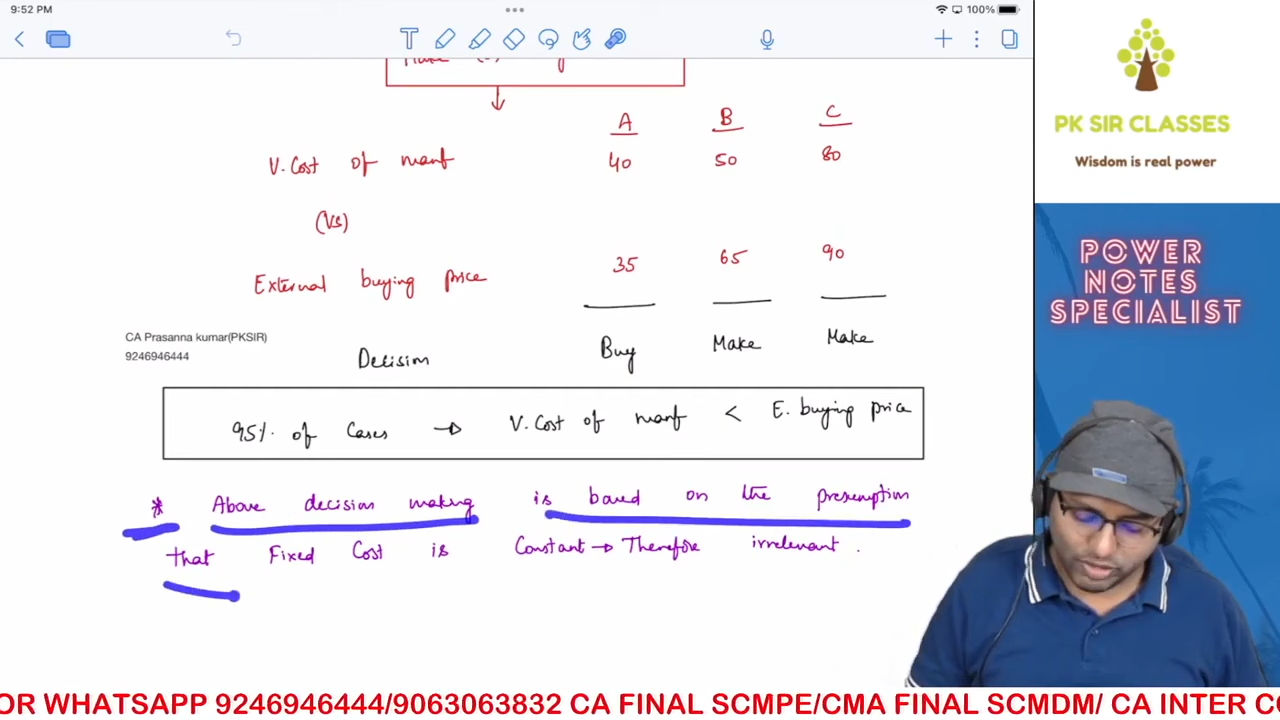 9:52 PM
100%
A B C
V. Cost of manf 40 50 80
(Vs)
External buying price 35 65 90
CA Prasanna kumar(PKSIR)
9246946444
Decision Buy Make Make
95% of Cases → V. Cost of manf < E. buying price
* Above decision making is based on the presumption
that Fixed Cost is Constant → Therefore irrelevant.
PK SIR CLASSES
Wisdom is real power
POWER
NOTES
SPECIALIST
OR WHATSAPP 9246946444/9063063832 CA FINAL SCMPE/CMA FINAL SCMDM/ CA INTER CO